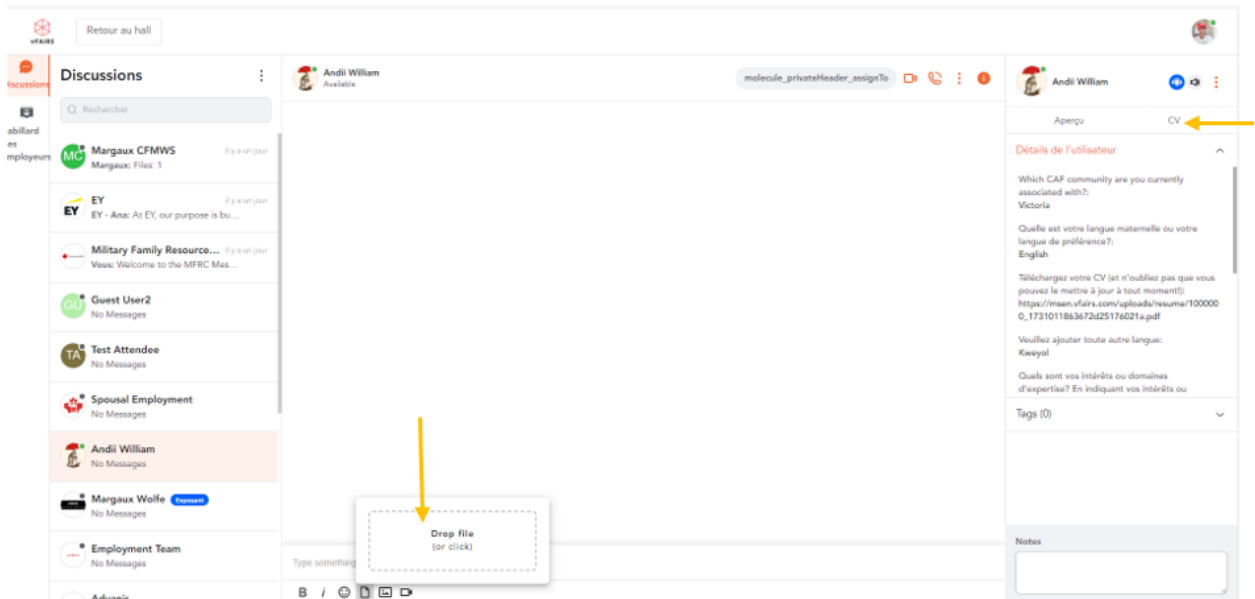 vFAIRS
Retour au hall
iscussions
abillard
es
mployeurs
Discussions
Rechercher
MC
Margaux CFMWS
il y a un jour
Margaux: Files: 1
EY
EY
il y a un jour
EY - Ana: At EY, our purpose is bu...
Military Family Resource...
il y a un jour
Vous: Welcome to the MFRC Mes...
GU
Guest User2
No Messages
TA
Test Attendee
No Messages
Spousal Employment
No Messages
Andii William
No Messages
Margaux Wolfe
Exposant
No Messages
Employment Team
No Messages
Advanis
Andii William
Available
molecule_privateHeader_assignTo
Drop file
(or click)
Type something
B i
Andii William
Aperçu
CV
Détails de l'utilisateur
Which CAF community are you currently
associated with?:
Victoria
Quelle est votre langue maternelle ou votre
langue de préférence?:
English
Téléchargez votre CV (et n'oubliez pas que vous
pouvez le mettre à jour à tout moment!):
https://msen.vfairs.com/uploads/resume/100000
0_1731011863672d25176021a.pdf
Veuillez ajouter toute autre langue:
Kweyol
Quels sont vos intérêts ou domaines
d'expertise? En indiquant vos intérêts ou
Tags (0)
Notes